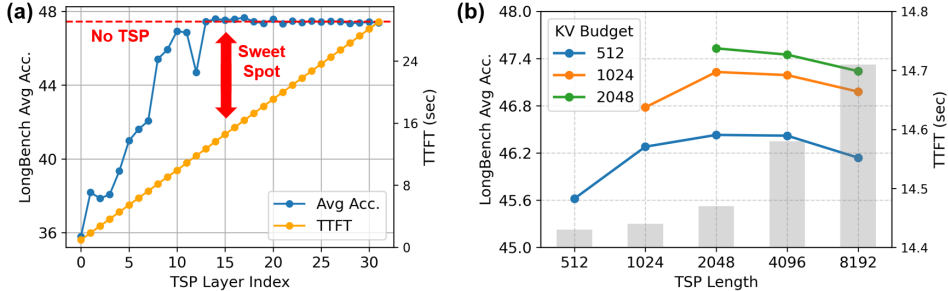 (a)
48
44
40
36
LongBench Avg Acc.
No TSP
Sweet
Spot
Avg Acc.
TTFT
24
16
8
0
TTFT (sec)
0 5 10 15 20 25 30
TSP Layer Index
(b)
48.0
47.4
46.8
46.2
45.6
45.0
LongBench Avg Acc.
KV Budget
512
1024
2048
14.8
14.7
14.6
14.5
14.4
TTFT (sec)
512 1024 2048 4096 8192
TSP Length